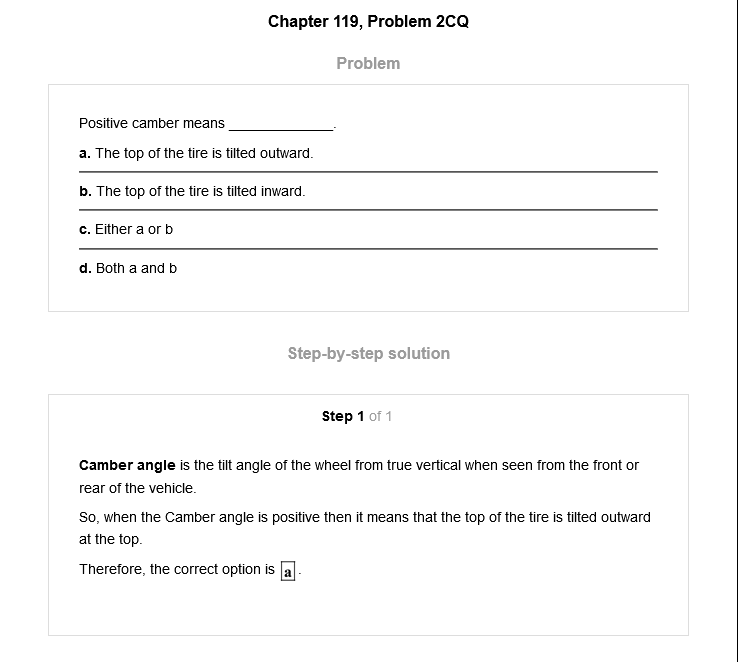 Chapter 119, Problem 2CQ
Problem
Positive camber means _____________.
a. The top of the tire is tilted outward.
b. The top of the tire is tilted inward.
c. Either a or b
d. Both a and b
Step-by-step solution
Step 1 of 1
Camber angle is the tilt angle of the wheel from true vertical when seen from the front or
rear of the vehicle.
So, when the Camber angle is positive then it means that the top of the tire is tilted outward
at the top.
Therefore, the correct option is a.